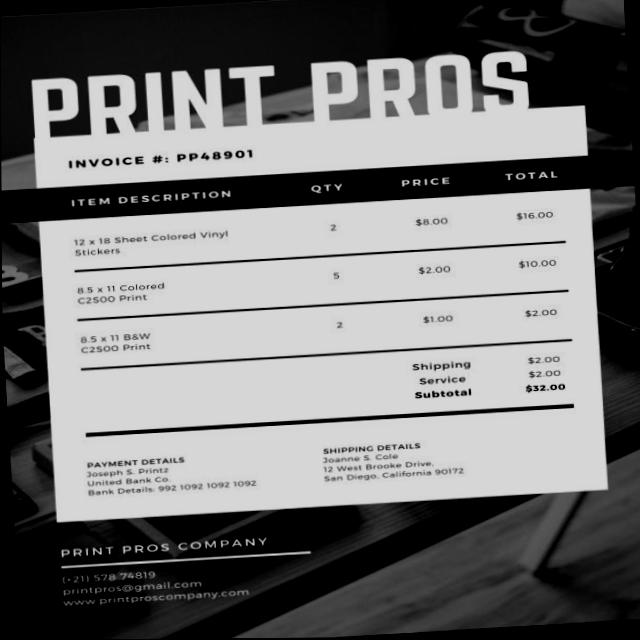 PRINT PROS
INVOICE #: PP48901
ITEM DESCRIPTION QTY PRICE TOTAL
12 x 18 Sheet Colored Vinyl
Stickers 2 $8.00 $16.00
8.5 x 11 Colored
C2S00 Print 5 $2.00 $10.00
8.5 x 11 B&W
C2S00 Print 2 $1.00 $2.00
Shipping $2.00
Service $2.00
Subtotal $32.00
PAYMENT DETAILS
Joseph S. Printz
United Bank Co.
Bank Details: 992 1092 1092 1092
SHIPPING DETAILS
Joanne S. Cole
12 West Brooke Drive,
San Diego, California 90172
PRINT PROS COMPANY
(+21) 578 74819
printpros@gmail.com
www.printproscompany.com